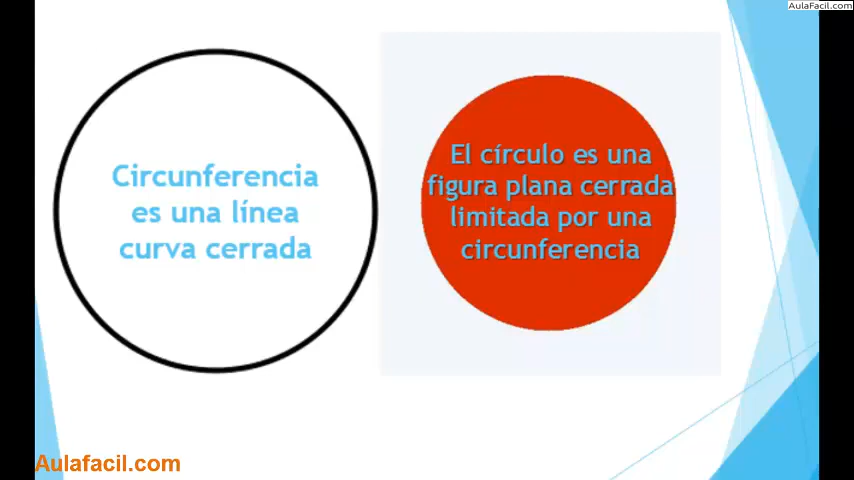 AulaFacil.com
Circunferencia
es una línea
curva cerrada
El círculo es una
figura plana cerrada
limitada por una
circunferencia
Aulafacil.com